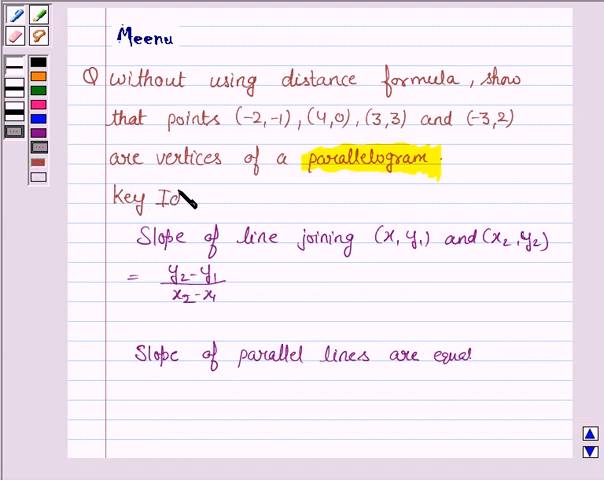 Meenu
Q Without using distance formula, show
that points (-2,-1), (4,0), (3,3) and (-3,2)
are vertices of a parallelogram.
Key Id
Slope of line joining (x, y₁) and (x₂, y₂)
= y₂-y₁ / x₂-x₁
Slope of parallel lines are equal